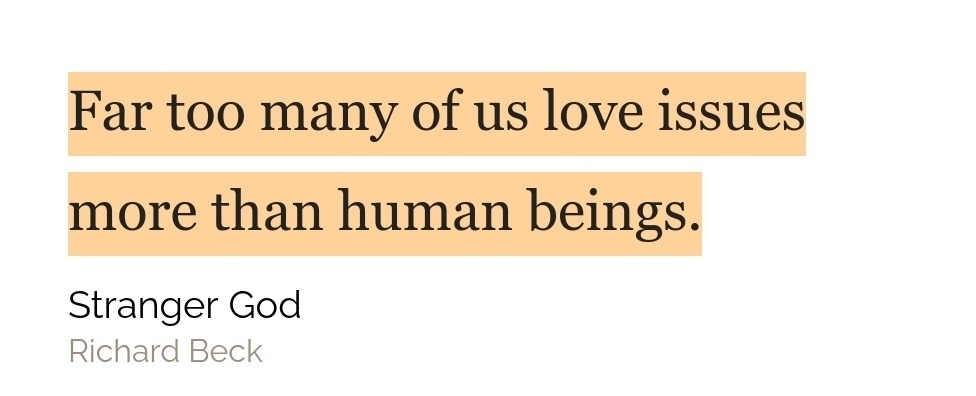 Far too many of us love issues
more than human beings.
Stranger God
Richard Beck